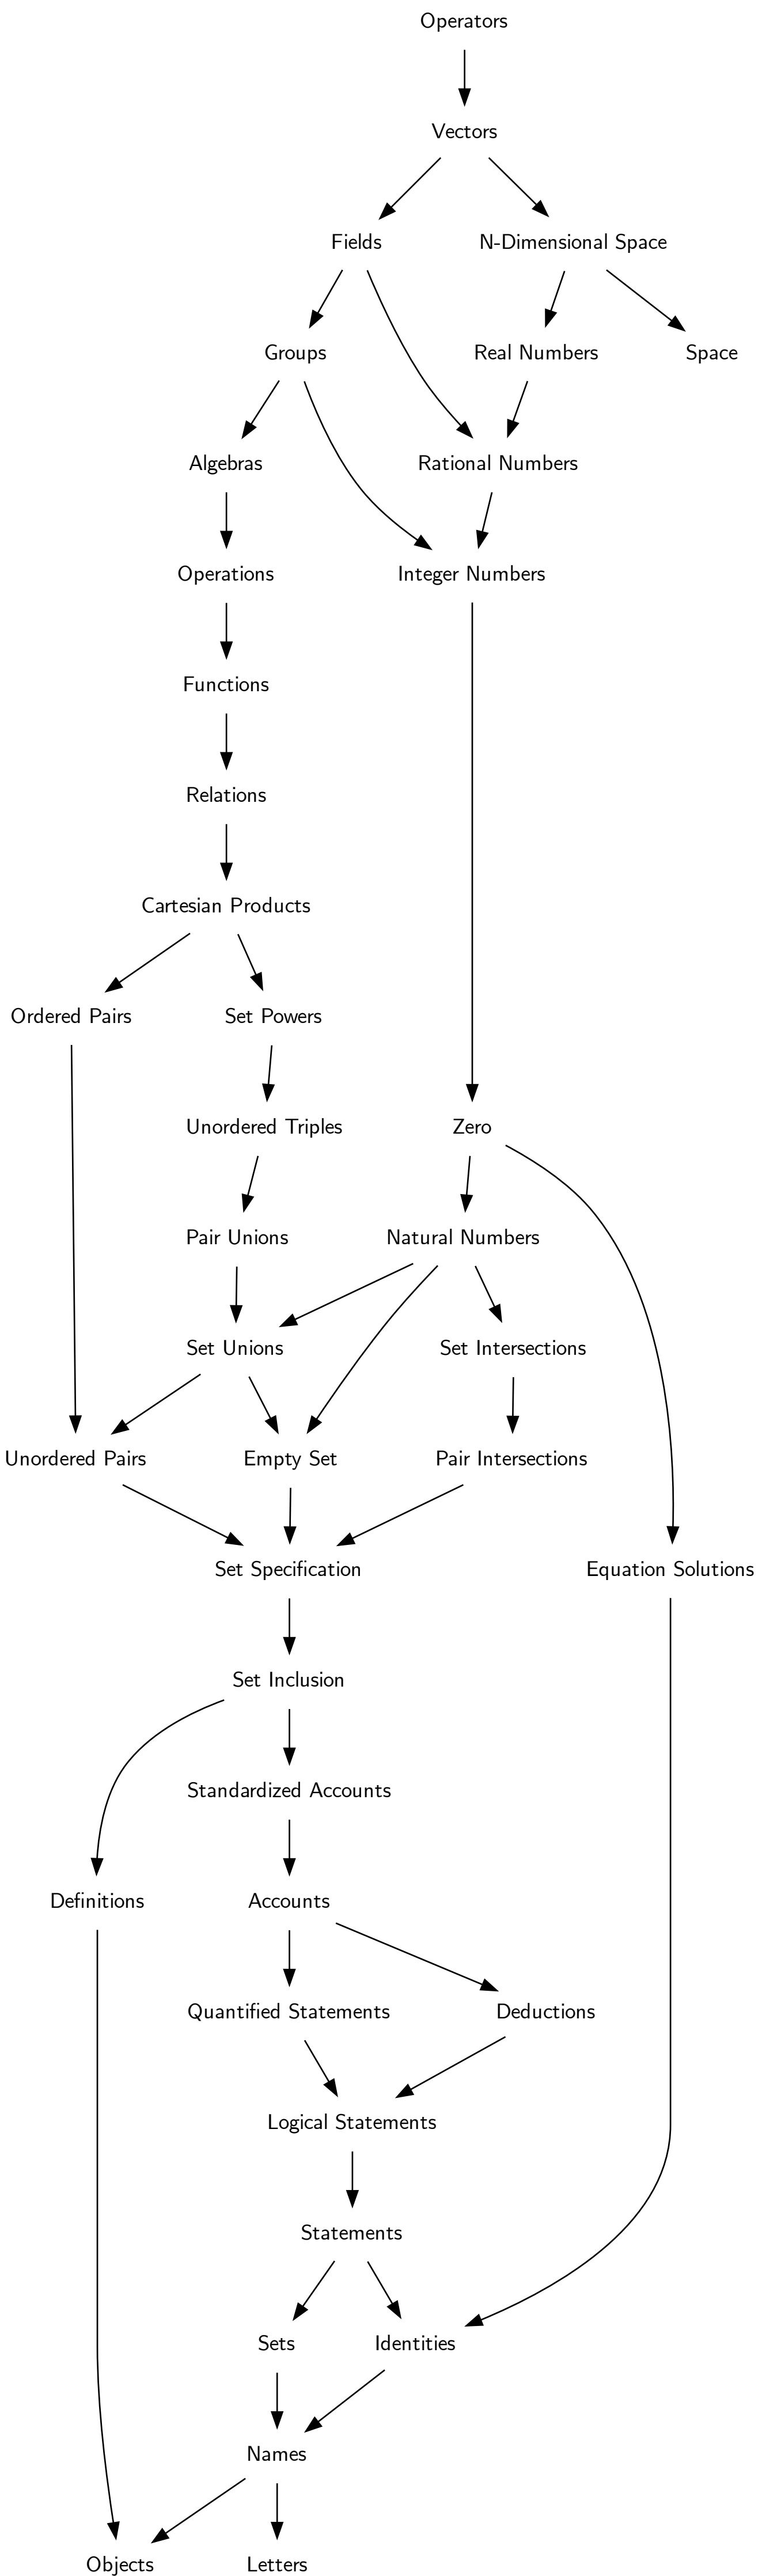 Operators
Vectors
Fields
N-Dimensional Space
Groups
Real Numbers
Space
Algebras
Rational Numbers
Operations
Integer Numbers
Functions
Relations
Cartesian Products
Ordered Pairs
Set Powers
Unordered Triples
Zero
Pair Unions
Natural Numbers
Set Unions
Set Intersections
Unordered Pairs
Empty Set
Pair Intersections
Set Specification
Equation Solutions
Set Inclusion
Standardized Accounts
Definitions
Accounts
Quantified Statements
Deductions
Logical Statements
Statements
Sets
Identities
Names
Objects
Letters